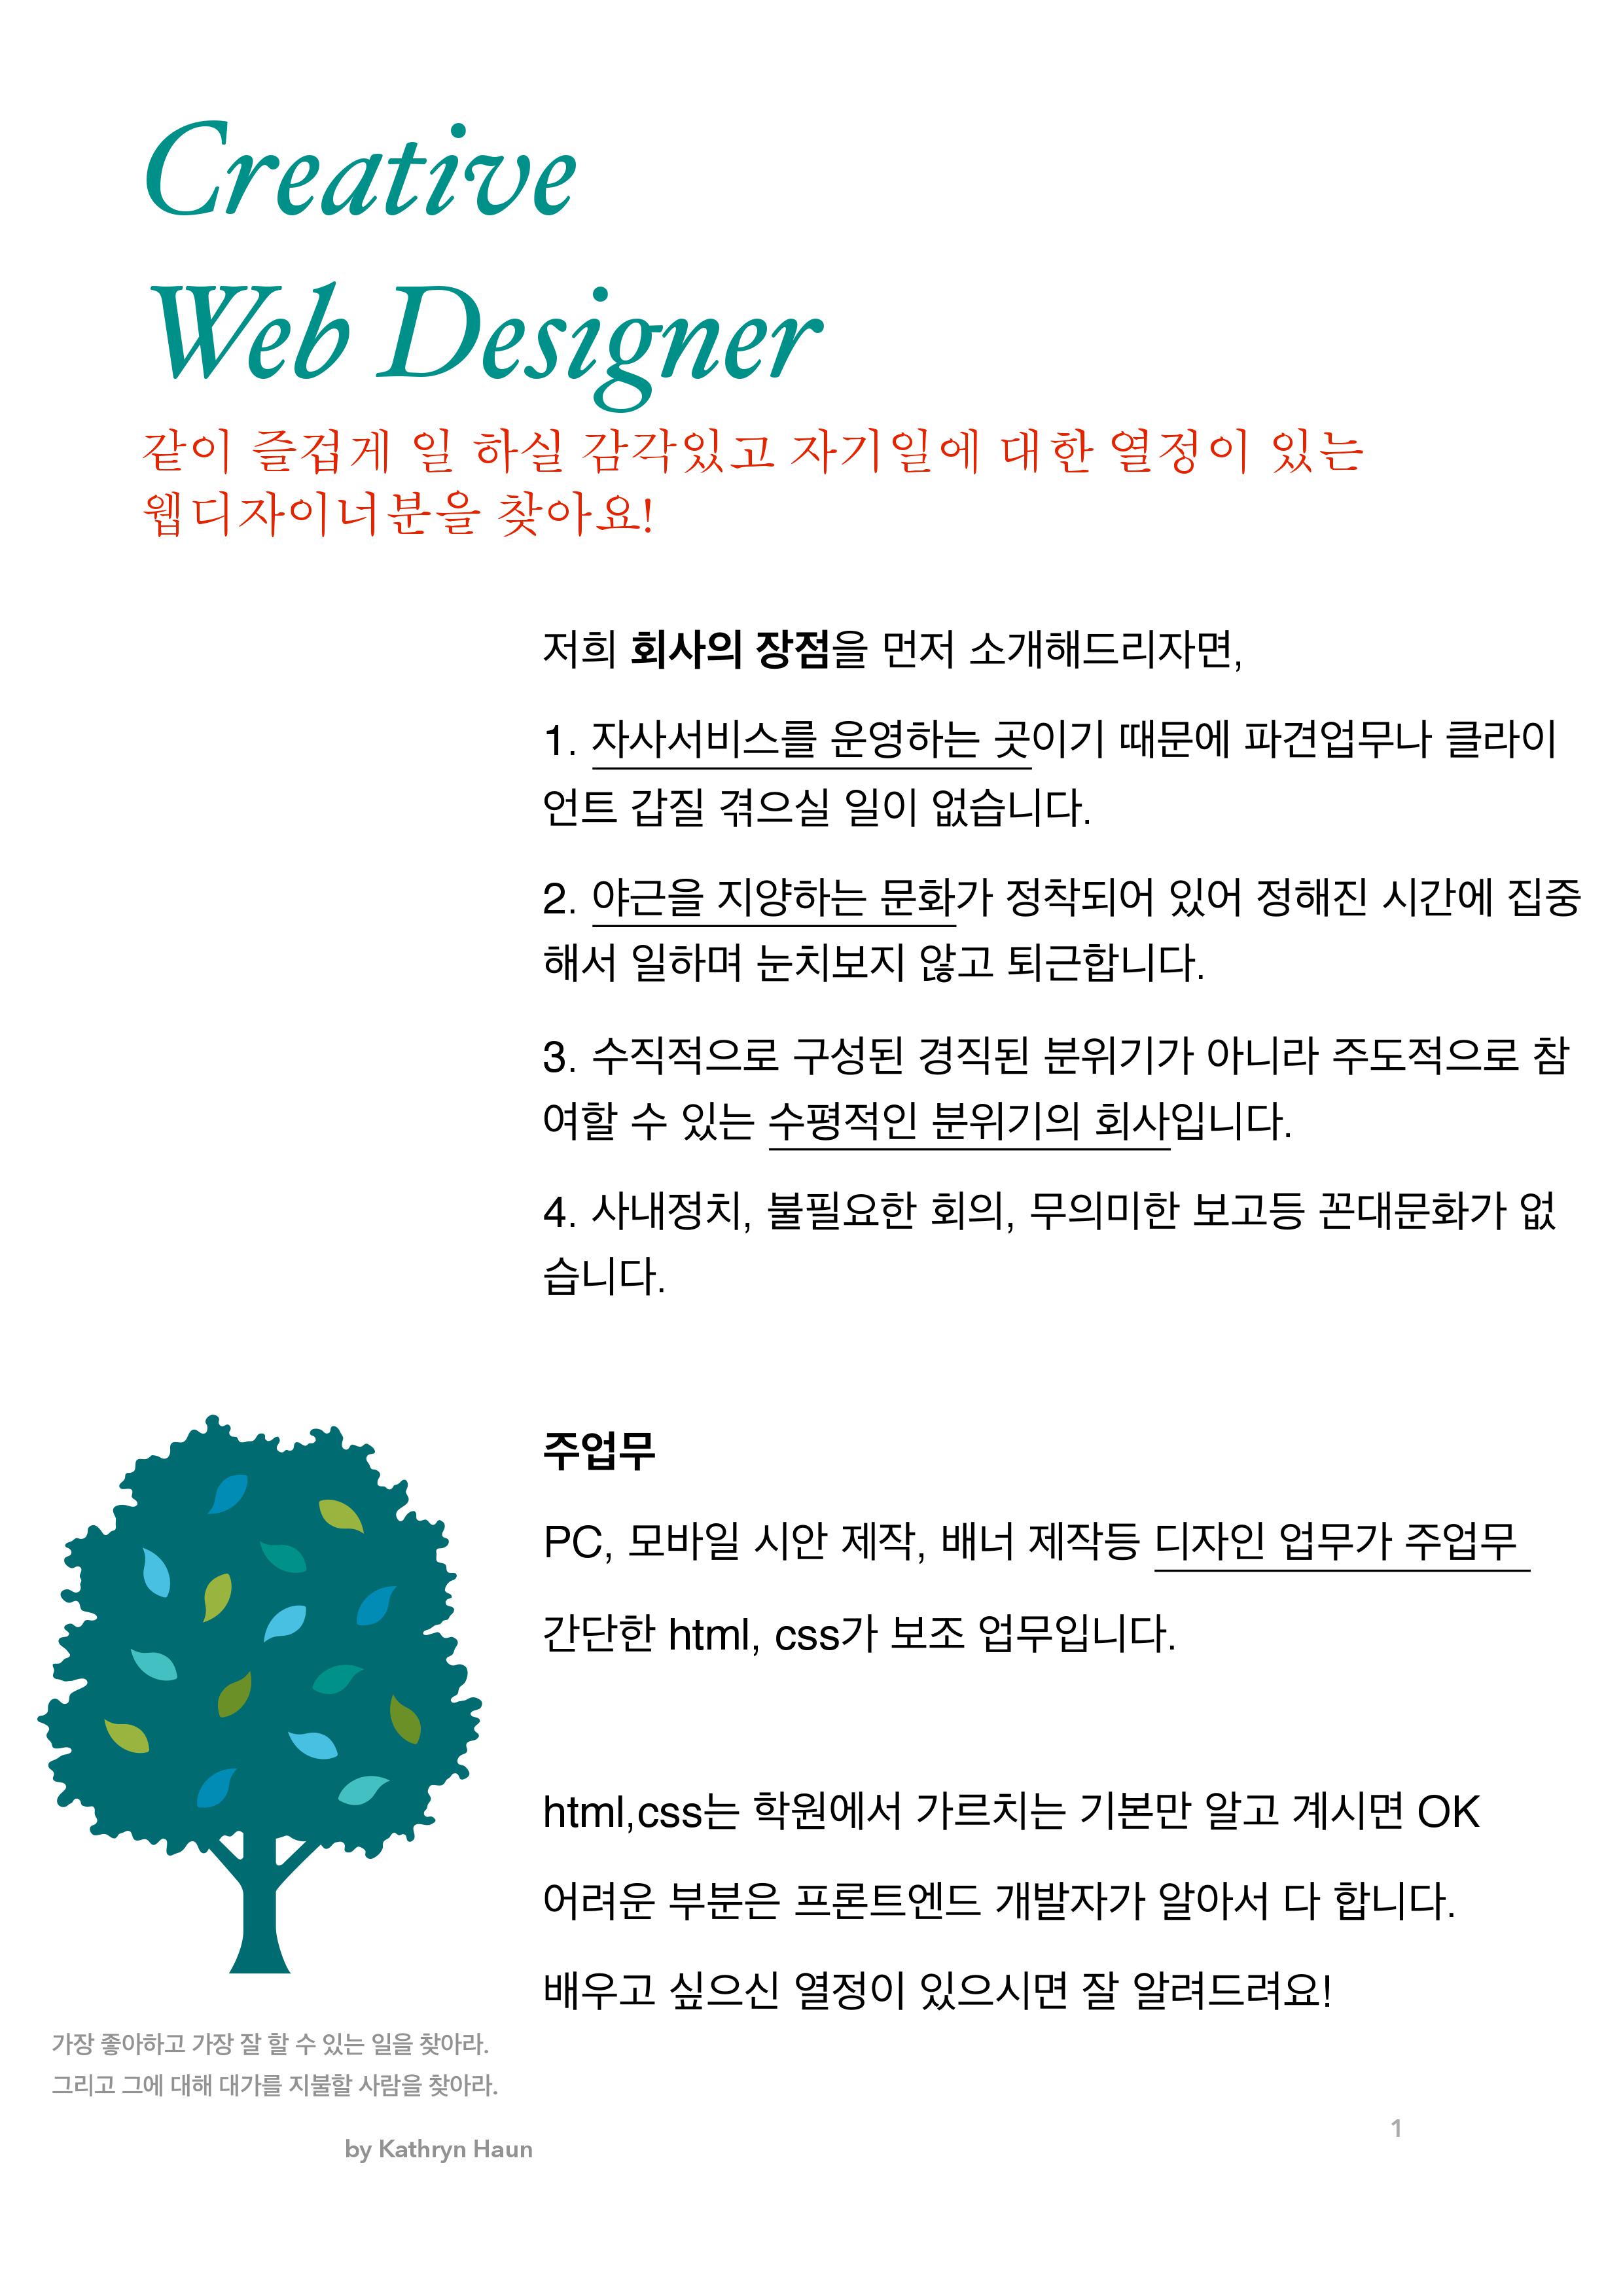 Creative
Web Designer
같이 즐겁게 일 하실 감각있고 자기일에 대한 열정이 있는
웹디자이너분을 찾아요!
저희 회사의 장점을 먼저 소개해드리자면,
1. 자사서비스를 운영하는 곳이기 때문에 파견업무나 클라이
언트 갑질 겪으실 일이 없습니다.
2. 야근을 지양하는 문화가 정착되어 있어 정해진 시간에 집중
해서 일하며 눈치보지 않고 퇴근합니다.
3. 수직적으로 구성된 경직된 분위기가 아니라 주도적으로 참
여할 수 있는 수평적인 분위기의 회사입니다.
4. 사내정치, 불필요한 회의, 무의미한 보고등 꼰대문화가 없
습니다.
주업무
PC, 모바일 시안 제작, 배너 제작등 디자인 업무가 주업무
간단한 html, css가 보조 업무입니다.
html,css는 학원에서 가르치는 기본만 알고 계시면 OK
어려운 부분은 프론트엔드 개발자가 알아서 다 합니다.
배우고 싶으신 열정이 있으시면 잘 알려드려요!
가장 좋아하고 가장 잘 할 수 있는 일을 찾아라.
그리고 그에 대해 대가를 지불할 사람을 찾아라.
by Kathryn Haun
1